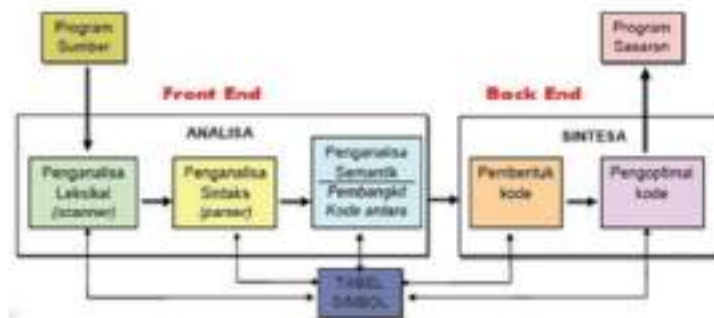 Program
Sumber
Program
Sasaran
Front End
Back End
ANALISA
SINTESA
Penganalisa
Leksikal
(scanner)
Penganalisa
Sintaks
(parser)
Penganalisa
Semantik
Pembangkit
Kode antara
Pembentuk
kode
Pengoptimal
kode
TABEL
SIMBOL